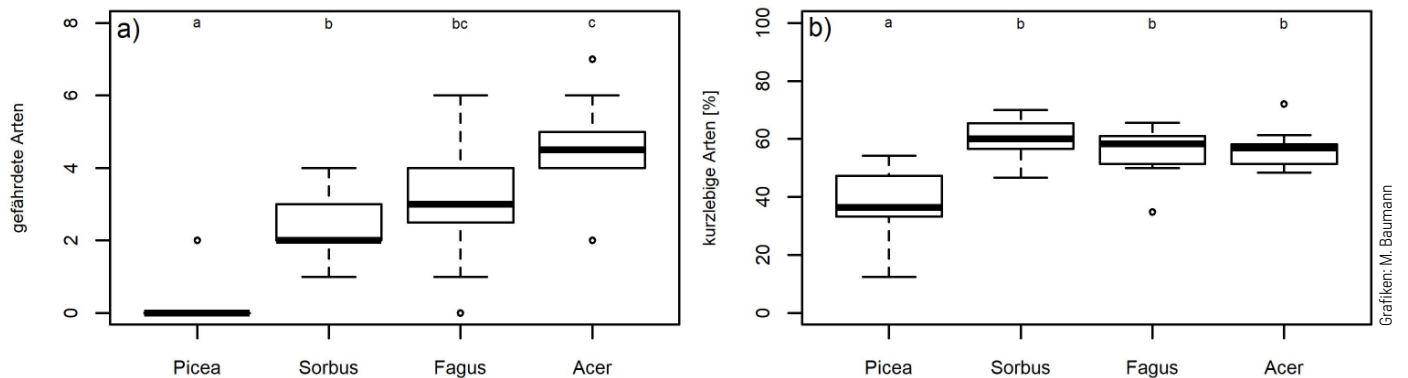 a)
a b bc c
gefährdete Arten
8
6
4
2
0
Picea Sorbus Fagus Acer
b)
a b b b
kurzlebige Arten [%]
100
80
60
40
20
0
Picea Sorbus Fagus Acer
Grafiken: M. Baumann